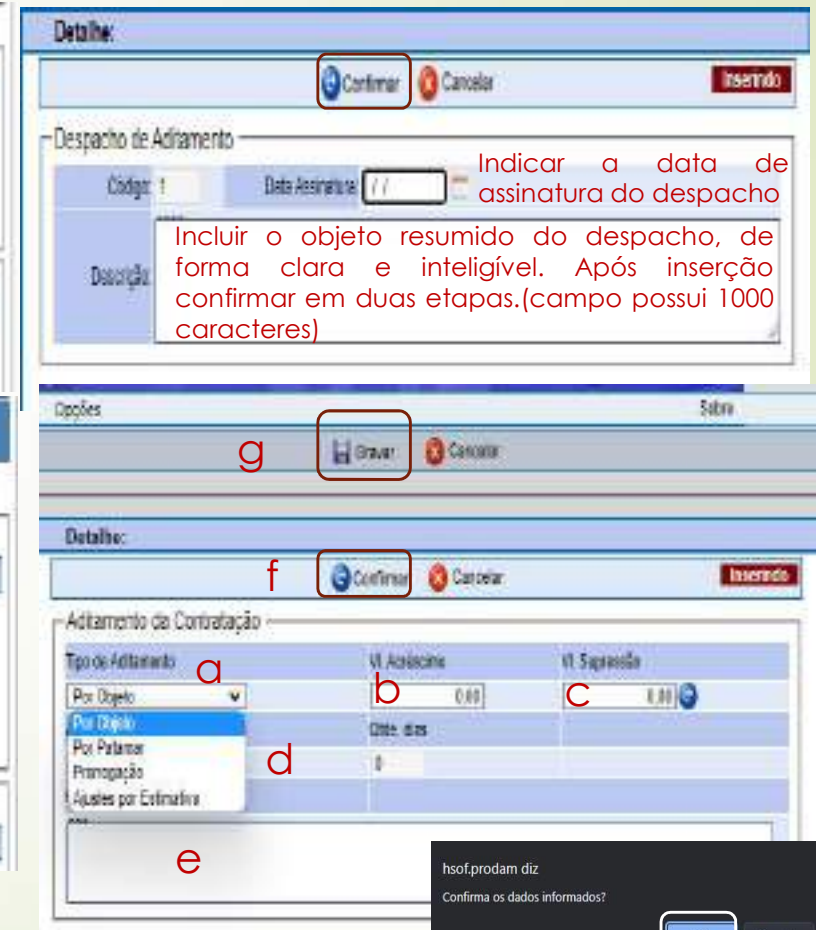 Detalhe:
Confirmar Cancelar Inserindo
Despacho de Aditamento
Código: 1 Data Assinatura: / / Indicar a data de
assinatura do despacho
Descrição:
Incluir o objeto resumido do despacho, de
forma clara e inteligível. Após inserção
confirmar em duas etapas.(campo possui 1000
caracteres)
Opções Sobre
g Gravar Cancelar
Detalhe:
f Confirmar Cancelar Inserindo
Aditamento da Contratação
Tipo de Aditamento Vl. Acréscimo Vl. Supressão
a
Por Objeto b 0,00 c 0,00
Por Objeto Qtde. dias
Por Patamar
d 0
Prorrogação
Ajustes por Estimativa
e
hsof.prodam diz
Confirma os dados informados?